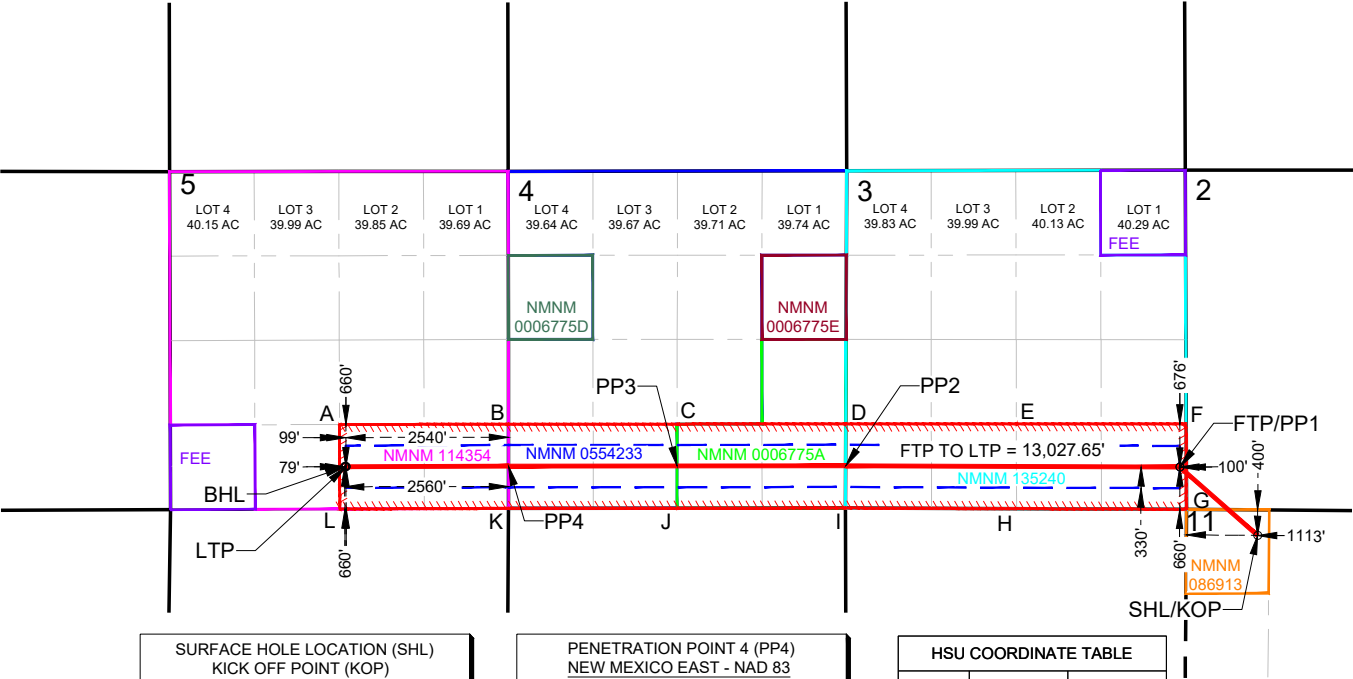 5
4
3
2
LOT 4
40.15 AC
LOT 3
39.99 AC
LOT 2
39.85 AC
LOT 1
39.69 AC
LOT 4
39.64 AC
LOT 3
39.67 AC
LOT 2
39.71 AC
LOT 1
39.74 AC
LOT 4
39.83 AC
LOT 3
39.99 AC
LOT 2
40.13 AC
LOT 1
40.29 AC
FEE
NMNM
0006775D
NMNM
0006775E
660'
PP3
PP2
676'
A
B
C
D
E
F
FTP/PP1
99'
2540'
FEE
NMNM 114354
NMNM 0554233
NMNM 0006775A
FTP TO LTP = 13,027.65'
400'
79'
100'
BHL
2560'
NMNM 135240
G
L
K
PP4
J
I
H
11
330'
660'
1113'
LTP
660'
NMNM
086913
SHL/KOP
SURFACE HOLE LOCATION (SHL)
KICK OFF POINT (KOP)
PENETRATION POINT 4 (PP4)
NEW MEXICO EAST - NAD 83
HSU COORDINATE TABLE